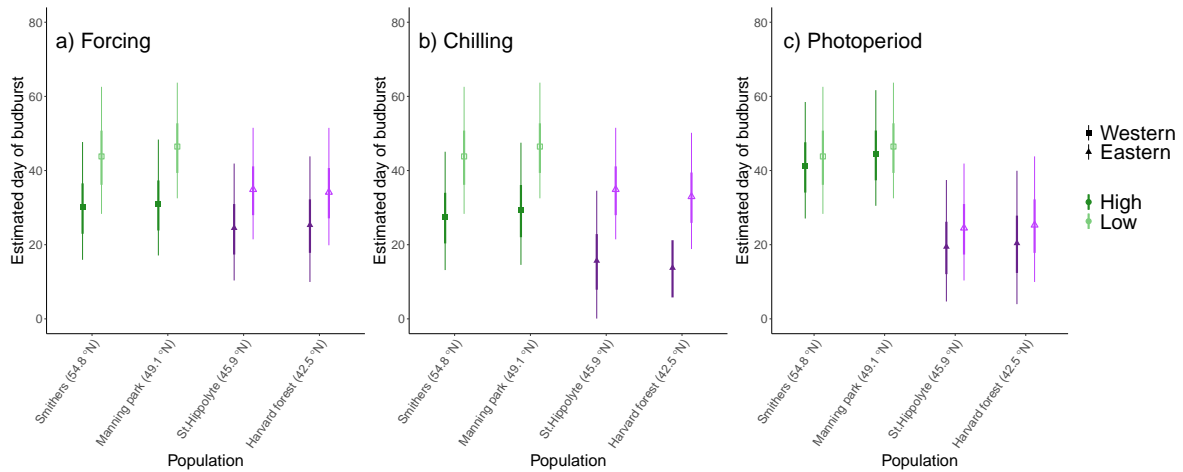 a) Forcing
Estimated day of budburst
80
60
40
20
0
Smithers (54.8 °N)
Manning park (49.1 °N)
St.Hippolyte (45.9 °N)
Harvard forest (42.5 °N)
Population
b) Chilling
Estimated day of budburst
80
60
40
20
0
Smithers (54.8 °N)
Manning park (49.1 °N)
St.Hippolyte (45.9 °N)
Harvard forest (42.5 °N)
Population
c) Photoperiod
Estimated day of budburst
80
60
40
20
0
Smithers (54.8 °N)
Manning park (49.1 °N)
St.Hippolyte (45.9 °N)
Harvard forest (42.5 °N)
Population
Western
Eastern
High
Low